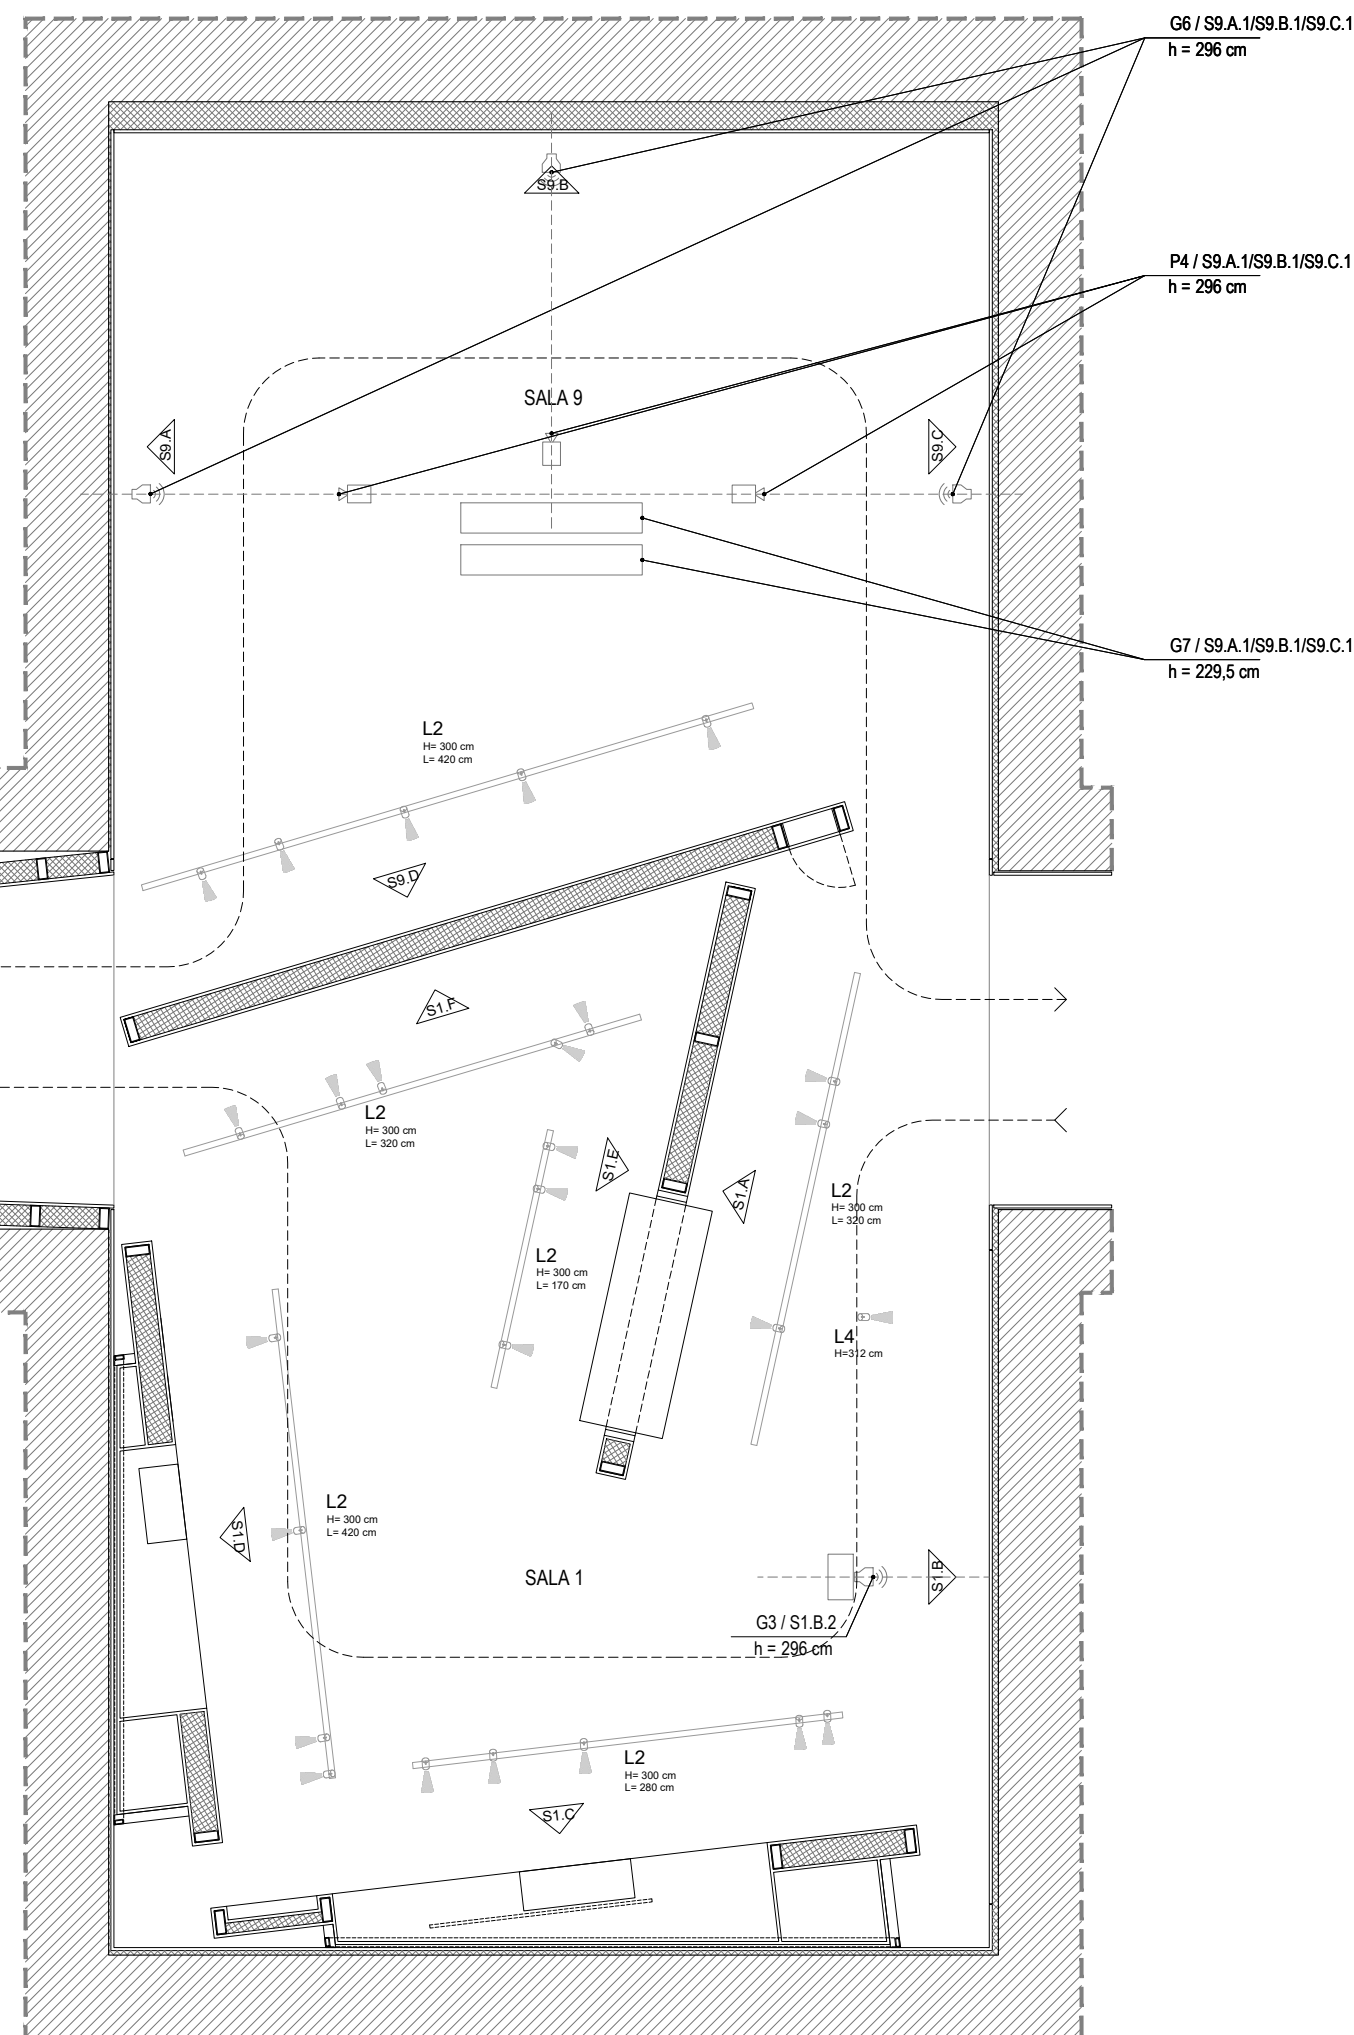 G6 / S9.A.1/S9.B.1/S9.C.1
h = 296 cm
S9.B
P4 / S9.A.1/S9.B.1/S9.C.1
h = 296 cm
SALA 9
S9.A
S9.C
G7 / S9.A.1/S9.B.1/S9.C.1
h = 229,5 cm
L2
H= 300 cm
L= 420 cm
S9.D
S1.F
L2
H= 300 cm
L= 320 cm
S1.E
S1.A
L2
H= 300 cm
L= 320 cm
L2
H= 300 cm
L= 170 cm
L4
H=312 cm
L2
H= 300 cm
L= 420 cm
S1.D
SALA 1
S1.B
G3 / S1.B.2
h = 296 cm
L2
H= 300 cm
L= 280 cm
S1.C